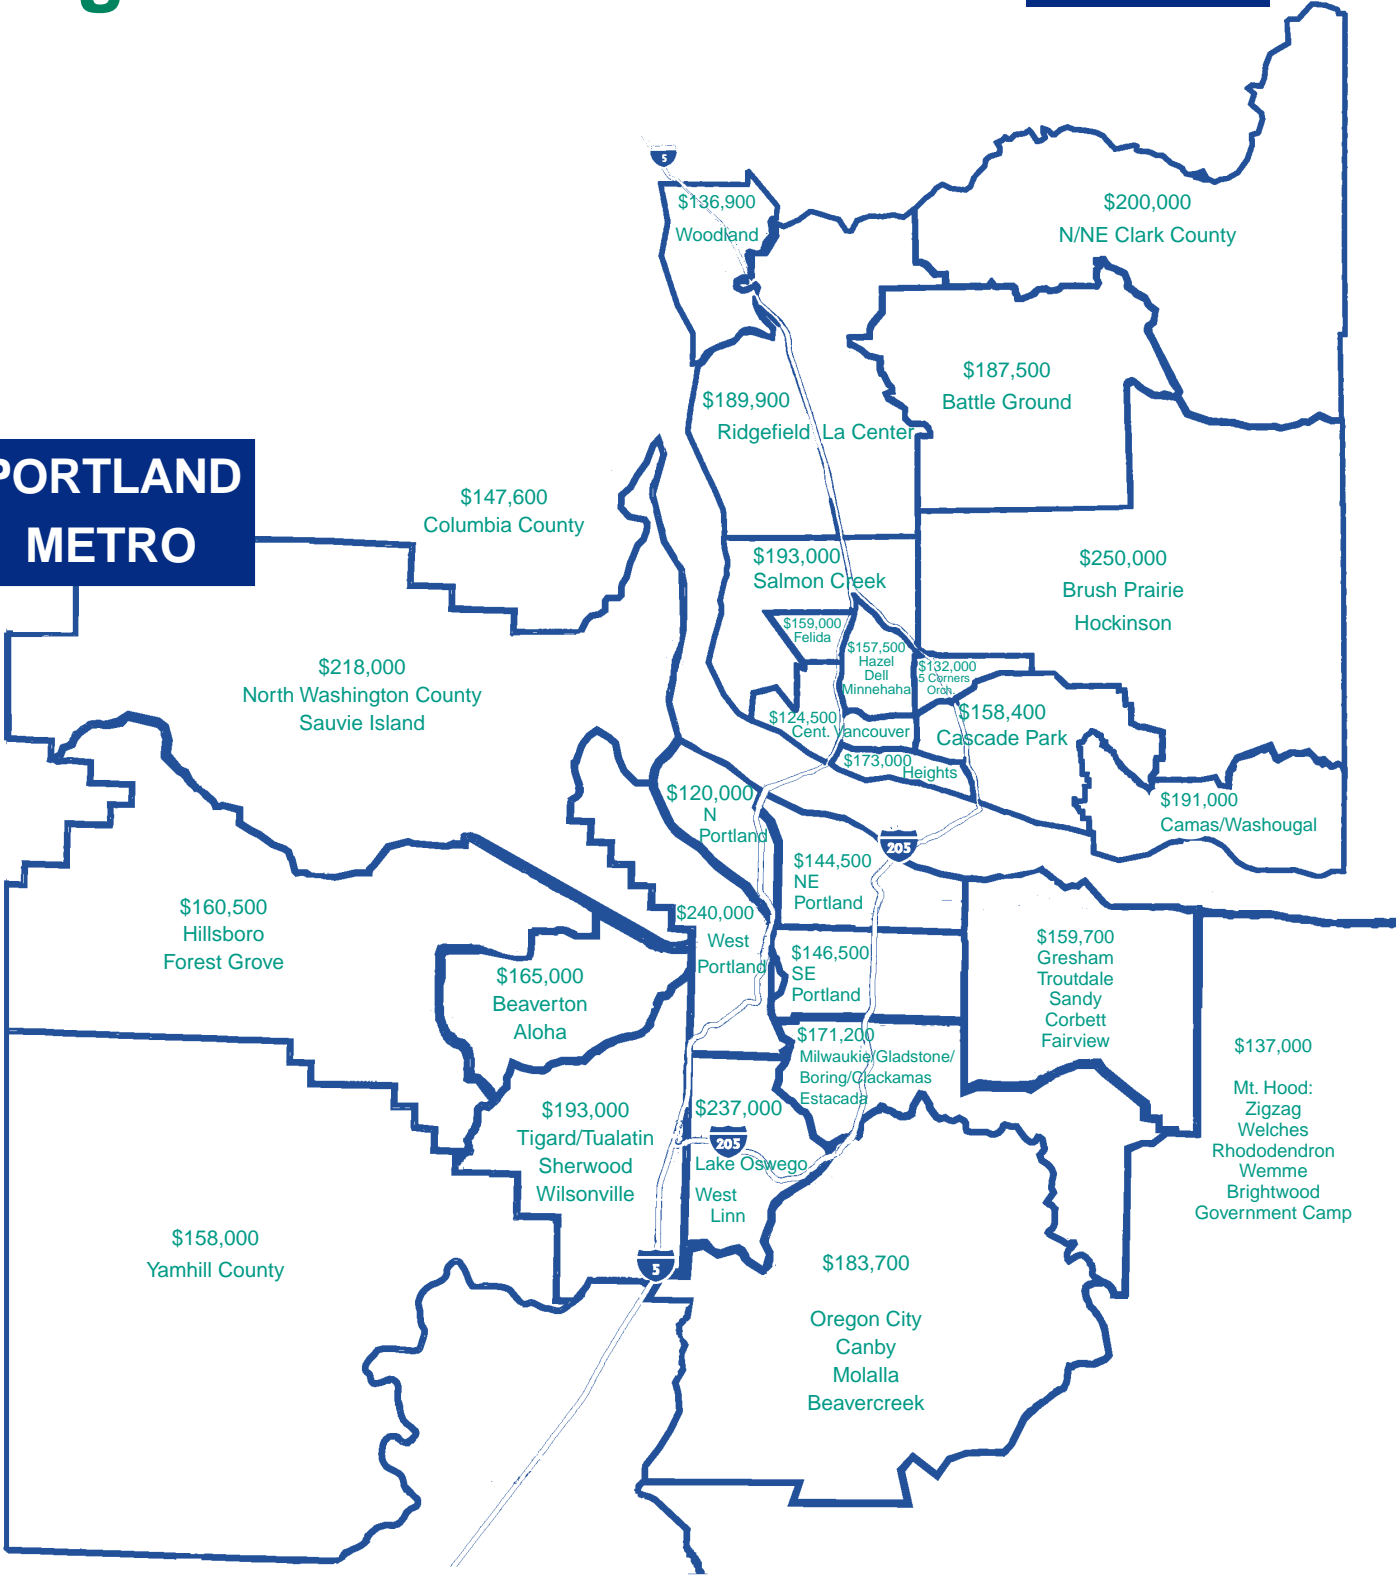 5
$136,900
Woodland
$200,000
N/NE Clark County
$187,500
Battle Ground
$189,900
Ridgefield La Center
PORTLAND
METRO
$147,600
Columbia County
$193,000
Salmon Creek
$250,000
Brush Prairie
Hockinson
$159,000
Felida
$157,500
Hazel
Dell
Minnehaha
$132,000
5 Corners
Orch.
$218,000
North Washington County
Sauvie Island
$124,500
Cent. Vancouver
$158,400
Cascade Park
$173,000
Heights
$191,000
Camas/Washougal
$120,000
N
Portland
205
$144,500
NE
Portland
$160,500
Hillsboro
Forest Grove
$240,000
West
Portland
$165,000
Beaverton
Aloha
$146,500
SE
Portland
$159,700
Gresham
Troutdale
Sandy
Corbett
Fairview
$171,200
Milwaukie/Gladstone/
Boring/Clackamas
Estacada
$137,000
Mt. Hood:
Zigzag
Welches
Rhododendron
Wemme
Brightwood
Government Camp
$193,000
Tigard/Tualatin
Sherwood
Wilsonville
$237,000
205
Lake Oswego
West
Linn
$158,000
Yamhill County
5
$183,700
Oregon City
Canby
Molalla
Beavercreek